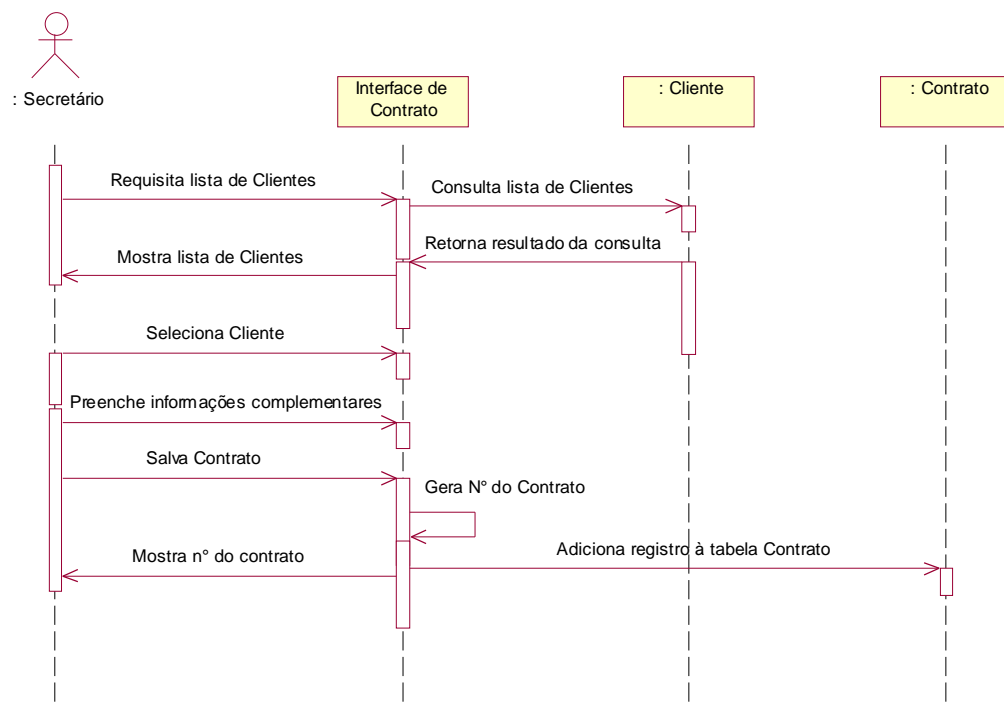 : Secretário
Interface de
Contrato
: Cliente
: Contrato
Requisita lista de Clientes
Consulta lista de Clientes
Retorna resultado da consulta
Mostra lista de Clientes
Seleciona Cliente
Preenche informações complementares
Salva Contrato
Gera N° do Contrato
Adiciona registro à tabela Contrato
Mostra n° do contrato